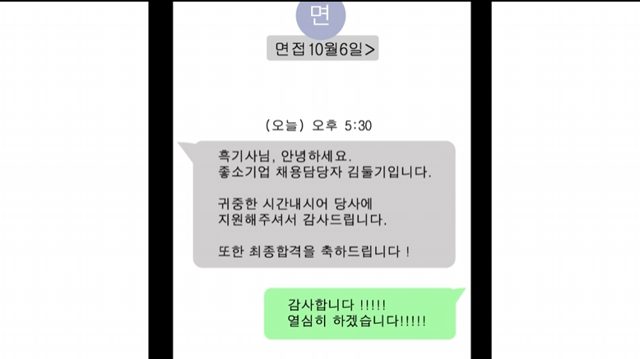 면
면접10월6일>
(오늘) 오후 5:30
흑기사님, 안녕하세요.
좋소기업 채용담당자 김둘기입니다.
귀중한 시간내시어 당사에
지원해주셔서 감사드립니다.
또한 최종합격을 축하드립니다 !
감사합니다 !!!!!
열심히 하겠습니다!!!!!